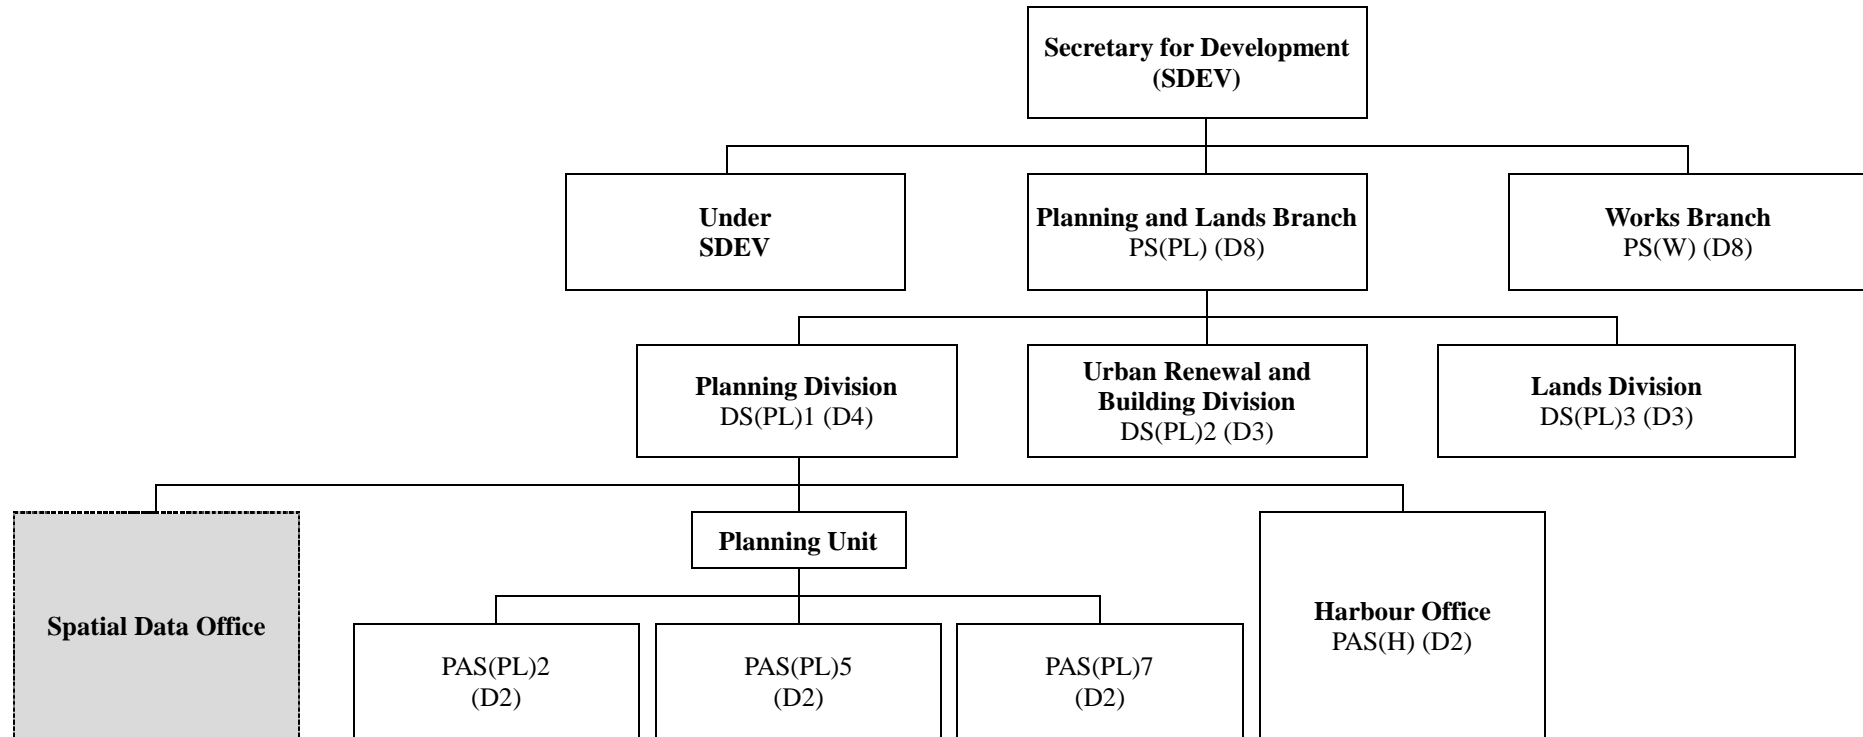 Secretary for Development
(SDEV)
Under
SDEV
Planning and Lands Branch
PS(PL) (D8)
Works Branch
PS(W) (D8)
Planning Division
DS(PL)1 (D4)
Urban Renewal and
Building Division
DS(PL)2 (D3)
Lands Division
DS(PL)3 (D3)
Spatial Data Office
Planning Unit
PAS(PL)2
(D2)
PAS(PL)5
(D2)
PAS(PL)7
(D2)
Harbour Office
PAS(H) (D2)